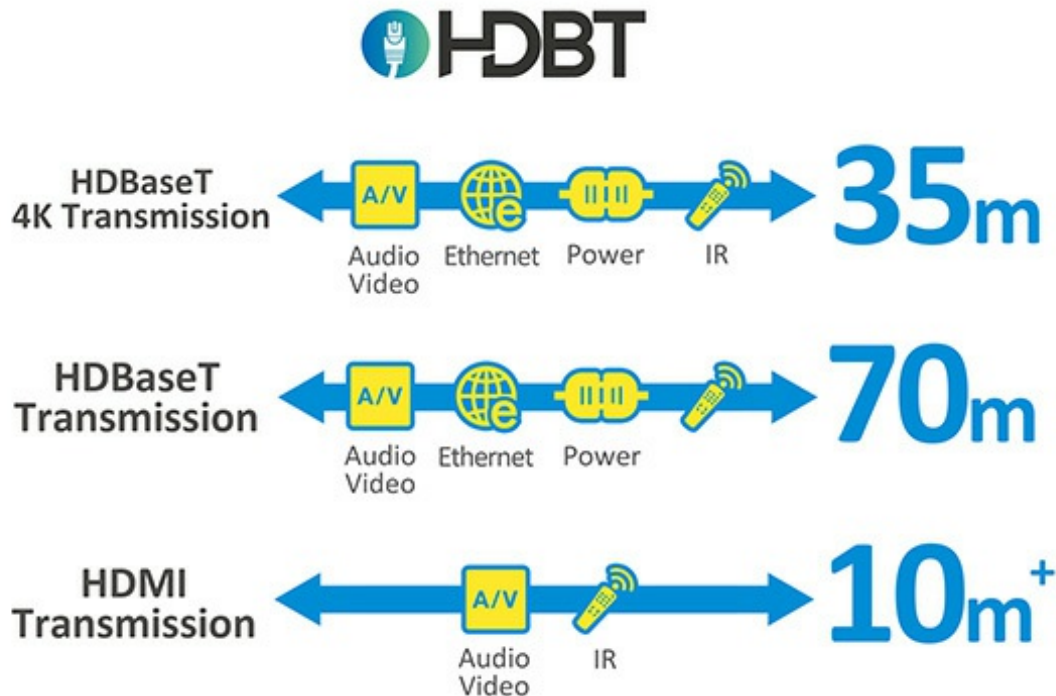 HDBT
HDBaseT
4K Transmission
A/V
e
Audio
Video
Ethernet
Power
IR
35m
HDBaseT
Transmission
A/V
e
Audio
Video
Ethernet
Power
70m
HDMI
Transmission
A/V
Audio
Video
IR
10m+